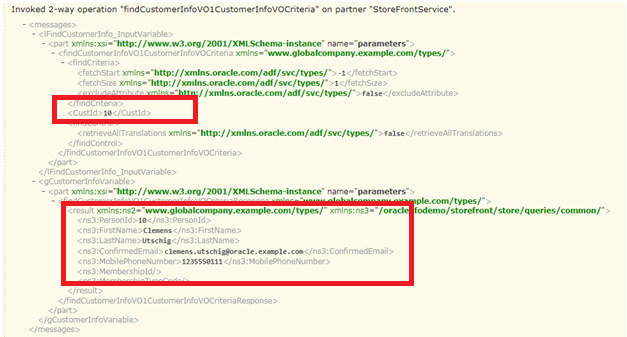 Invoked 2-way operation "findCustomerInfoVO1CustomerInfoVOCriteria" on partner "StoreFrontService".
- <messages>
- <lFindCustomerInfo_InputVariable>
- <part xmlns:xsi="http://www.w3.org/2001/XMLSchema-instance" name="parameters">
- <findCustomerInfoVO1CustomerInfoVOCriteria xmlns="www.globalcompany.example.com/types/">
- <findCriteria>
<fetchStart xmlns="http://xmlns.oracle.com/adf/svc/types/">-1</fetchStart>
<fetchSize xmlns="http://xmlns.oracle.com/adf/svc/types/">1</fetchSize>
<excludeAttribute xmlns="http://xmlns.oracle.com/adf/svc/types/">false</excludeAttribute>
</findCriteria>
<CustId>10</CustId>
<retrieveAllTranslations xmlns="http://xmlns.oracle.com/adf/svc/types/">false</retrieveAllTranslations>
</findControl>
</findCustomerInfoVO1CustomerInfoVOCriteria>
</part>
</lFindCustomerInfo_InputVariable>
- <gCustomerInfoVariable>
- <part xmlns:xsi="http://www.w3.org/2001/XMLSchema-instance" name="parameters">
- <findCustomerInfoVO1CustomerInfoVOCriteriaResponse xmlns="www.globalcompany.example.com/types/">
<result xmlns:ns2="www.globalcompany.example.com/types/" xmlns:ns3="/oracle/fodemo/storefront/store/queries/common/">
<ns3:PersonId>10</ns3:PersonId>
<ns3:FirstName>Clemens</ns3:FirstName>
<ns3:LastName>Utschig</ns3:LastName>
<ns3:ConfirmedEmail>clemens.utschig@oracle.example.com</ns3:ConfirmedEmail>
<ns3:MobilePhoneNumber>1235550111</ns3:MobilePhoneNumber>
<ns3:MembershipId/>
<ns3:MembershipTypeCode/>
</result>
</findCustomerInfoVO1CustomerInfoVOCriteriaResponse>
</part>
</gCustomerInfoVariable>
</messages>